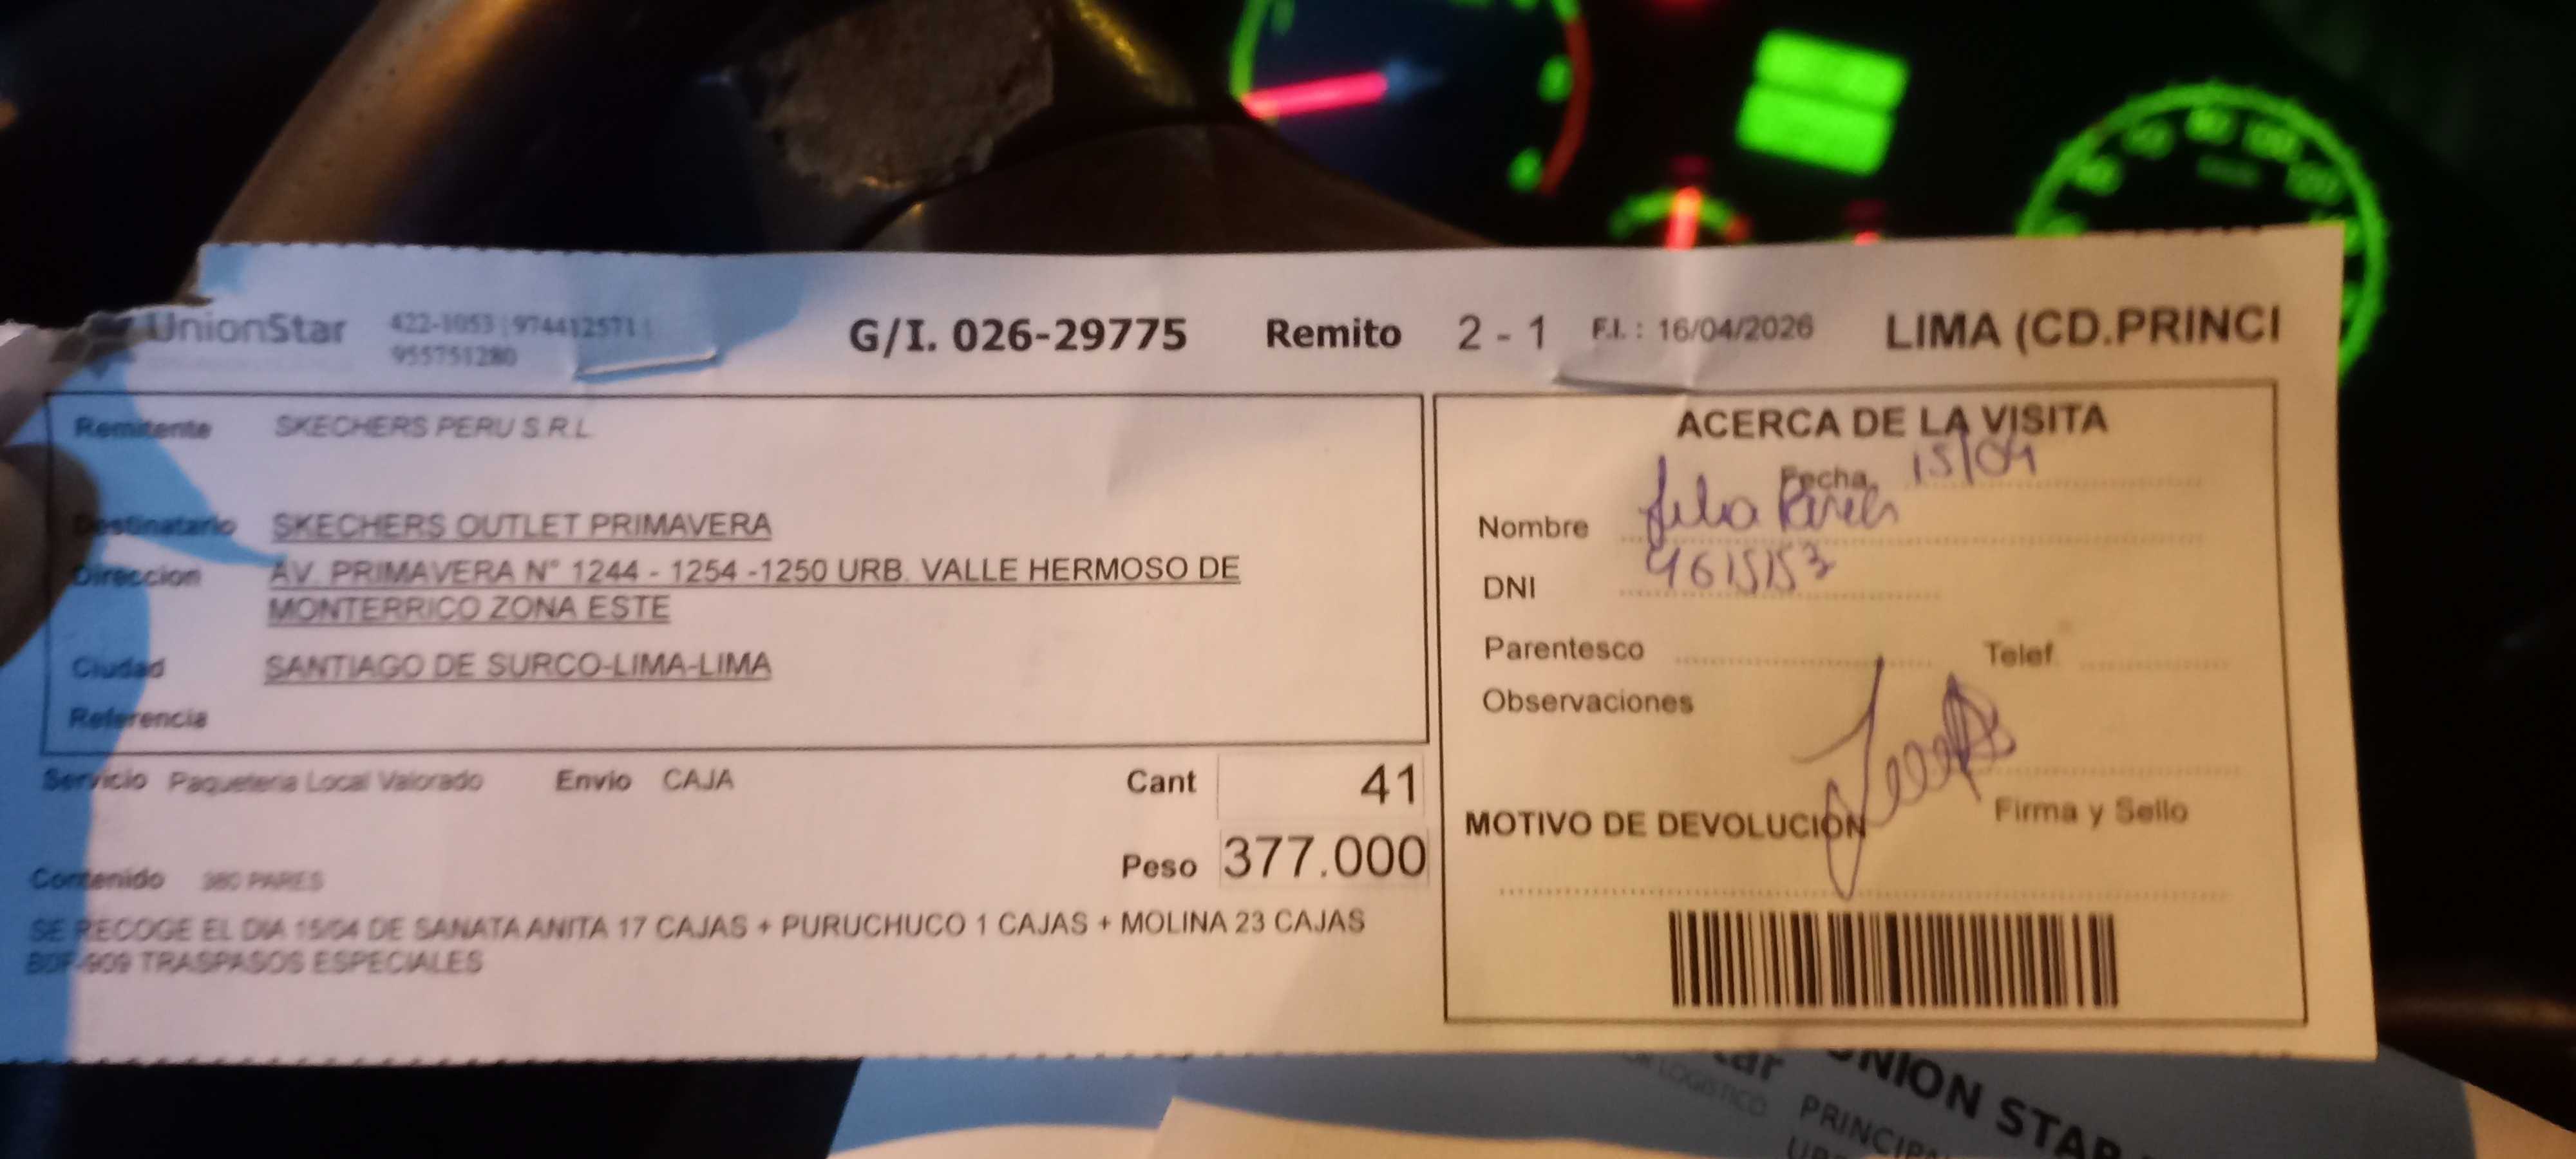 UnionStar 422-1053 | 974412571 |
955751280
G/I. 026-29775 Remito 2 - 1 F.I. : 16/04/2026 LIMA (CD.PRINCI
Remitente SKECHERS PERU S.R.L.
Destinatario SKECHERS OUTLET PRIMAVERA
Direccion AV. PRIMAVERA N° 1244 - 1254 -1250 URB. VALLE HERMOSO DE
MONTERRICO ZONA ESTE
Ciudad SANTIAGO DE SURCO-LIMA-LIMA
Referencia
Servicio Paqueteria Local Valorado Envio CAJA Cant 41
Peso 377.000
Contenido 380 PARES
SE RECOGE EL DIA 15/04 DE SANATA ANITA 17 CAJAS + PURUCHUCO 1 CAJAS + MOLINA 23 CAJAS
BDF-909 TRASPASOS ESPECIALES
ACERCA DE LA VISITA
Fecha 15/04
Nombre
DNI
Parentesco Telef.
Observaciones
Firma y Sello
MOTIVO DE DEVOLUCION
UNION STAR
LOGISTICO